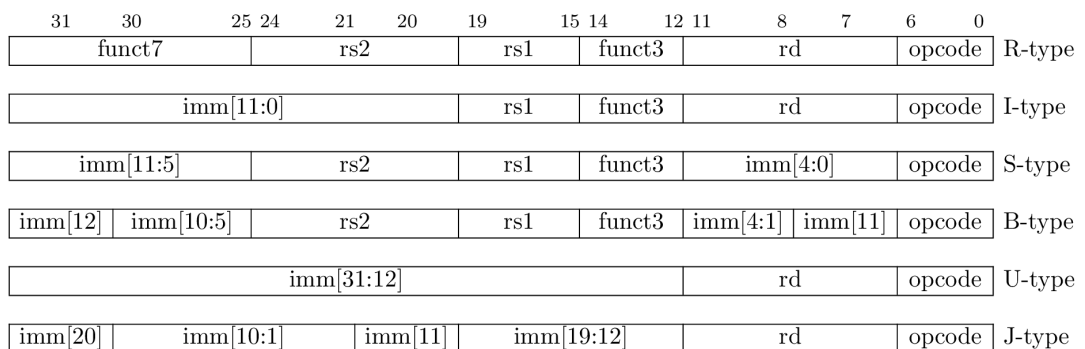 31 30 25 24 21 20 19 15 14 12 11 8 7 6 0
funct7 rs2 rs1 funct3 rd opcode R-type
imm[11:0] rs1 funct3 rd opcode I-type
imm[11:5] rs2 rs1 funct3 imm[4:0] opcode S-type
imm[12] imm[10:5] rs2 rs1 funct3 imm[4:1] imm[11] opcode B-type
imm[31:12] rd opcode U-type
imm[20] imm[10:1] imm[11] imm[19:12] rd opcode J-type